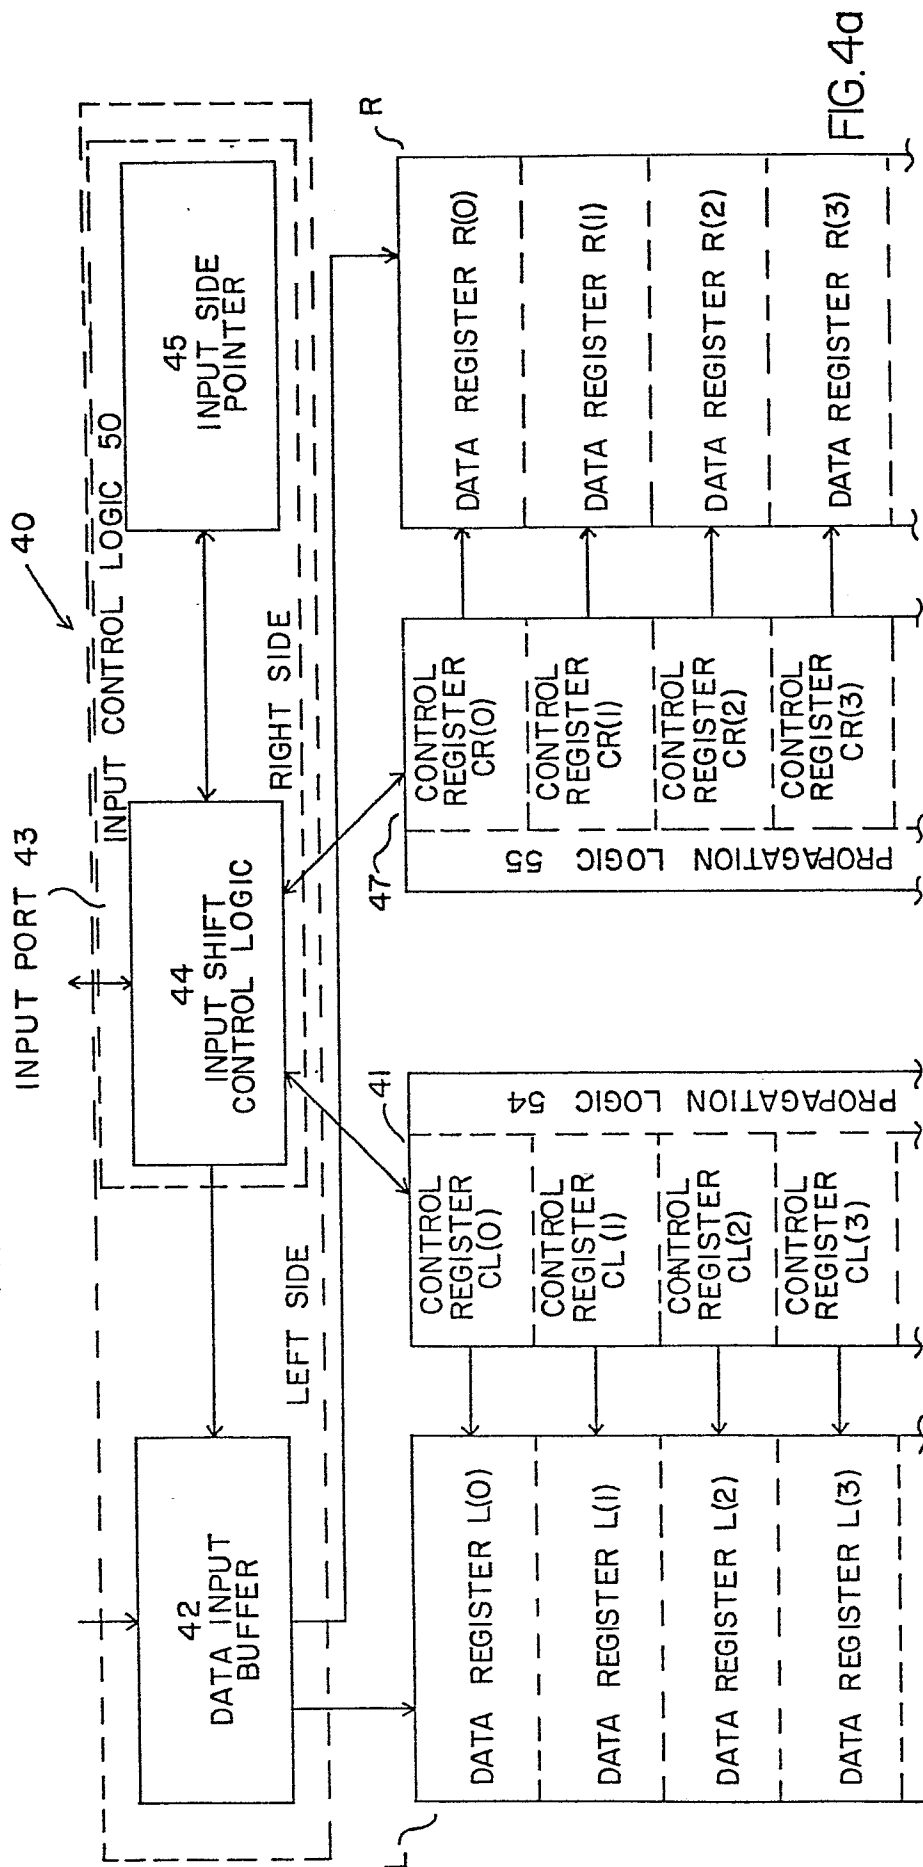 40
INPUT PORT 43
INPUT CONTROL LOGIC 50
42
DATA INPUT
BUFFER
44
INPUT SHIFT
CONTROL LOGIC
45
INPUT SIDE
POINTER
LEFT SIDE
RIGHT SIDE
L
41
47
R
DATA REGISTER L(0)
DATA REGISTER L(1)
DATA REGISTER L(2)
DATA REGISTER L(3)
CONTROL
REGISTER
CL(0)
CONTROL
REGISTER
CL(1)
CONTROL
REGISTER
CL(2)
CONTROL
REGISTER
CL(3)
PROPAGATION LOGIC 54
PROPAGATION LOGIC 55
CONTROL
REGISTER
CR(0)
CONTROL
REGISTER
CR(1)
CONTROL
REGISTER
CR(2)
CONTROL
REGISTER
CR(3)
DATA REGISTER R(0)
DATA REGISTER R(1)
DATA REGISTER R(2)
DATA REGISTER R(3)
FIG.4a